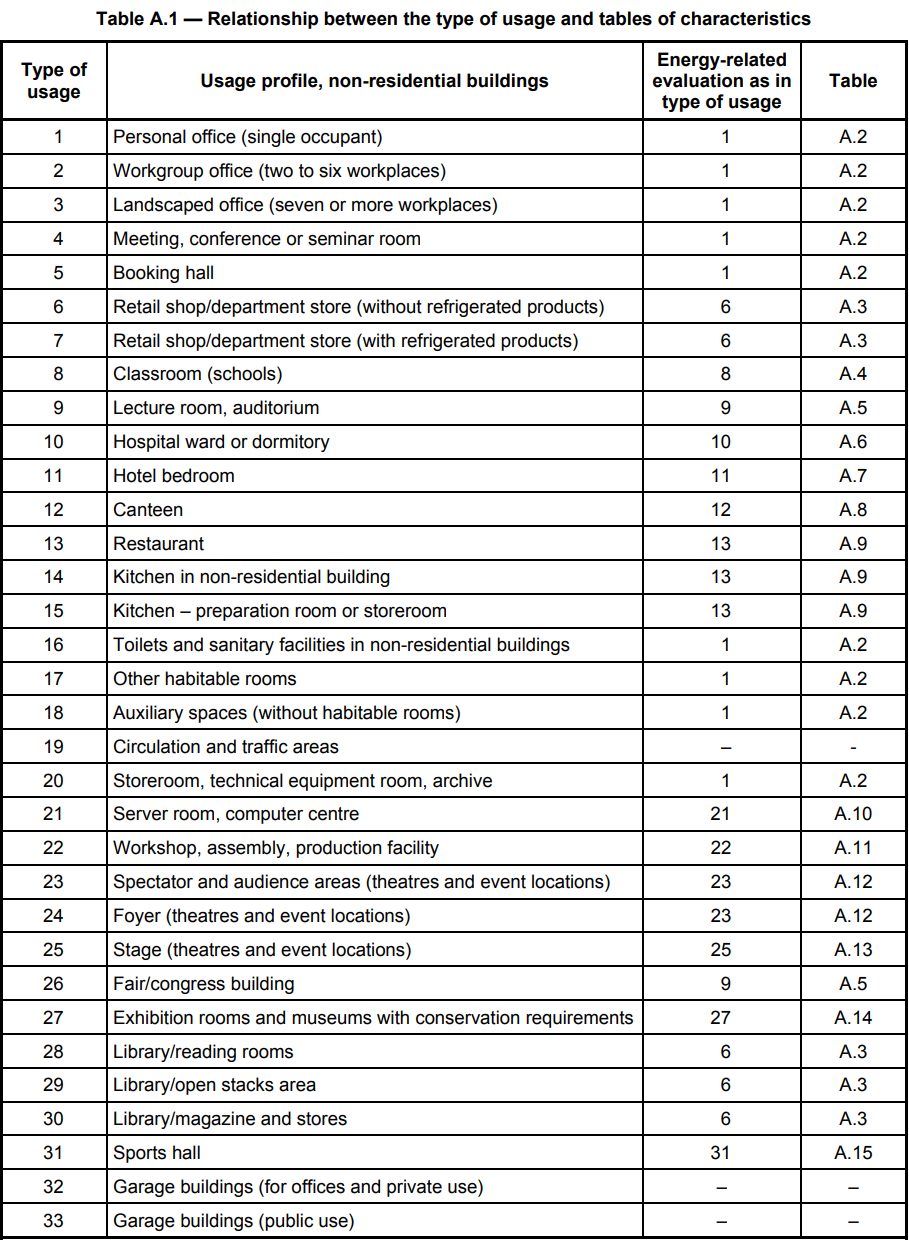 Table A.1 — Relationship between the type of usage and tables of characteristics
Type of usage | Usage profile, non-residential buildings | Energy-related evaluation as in type of usage | Table
1 | Personal office (single occupant) | 1 | A.2
2 | Workgroup office (two to six workplaces) | 1 | A.2
3 | Landscaped office (seven or more workplaces) | 1 | A.2
4 | Meeting, conference or seminar room | 1 | A.2
5 | Booking hall | 1 | A.2
6 | Retail shop/department store (without refrigerated products) | 6 | A.3
7 | Retail shop/department store (with refrigerated products) | 6 | A.3
8 | Classroom (schools) | 8 | A.4
9 | Lecture room, auditorium | 9 | A.5
10 | Hospital ward or dormitory | 10 | A.6
11 | Hotel bedroom | 11 | A.7
12 | Canteen | 12 | A.8
13 | Restaurant | 13 | A.9
14 | Kitchen in non-residential building | 13 | A.9
15 | Kitchen – preparation room or storeroom | 13 | A.9
16 | Toilets and sanitary facilities in non-residential buildings | 1 | A.2
17 | Other habitable rooms | 1 | A.2
18 | Auxiliary spaces (without habitable rooms) | 1 | A.2
19 | Circulation and traffic areas | – | -
20 | Storeroom, technical equipment room, archive | 1 | A.2
21 | Server room, computer centre | 21 | A.10
22 | Workshop, assembly, production facility | 22 | A.11
23 | Spectator and audience areas (theatres and event locations) | 23 | A.12
24 | Foyer (theatres and event locations) | 23 | A.12
25 | Stage (theatres and event locations) | 25 | A.13
26 | Fair/congress building | 9 | A.5
27 | Exhibition rooms and museums with conservation requirements | 27 | A.14
28 | Library/reading rooms | 6 | A.3
29 | Library/open stacks area | 6 | A.3
30 | Library/magazine and stores | 6 | A.3
31 | Sports hall | 31 | A.15
32 | Garage buildings (for offices and private use) | – | –
33 | Garage buildings (public use) | – | –